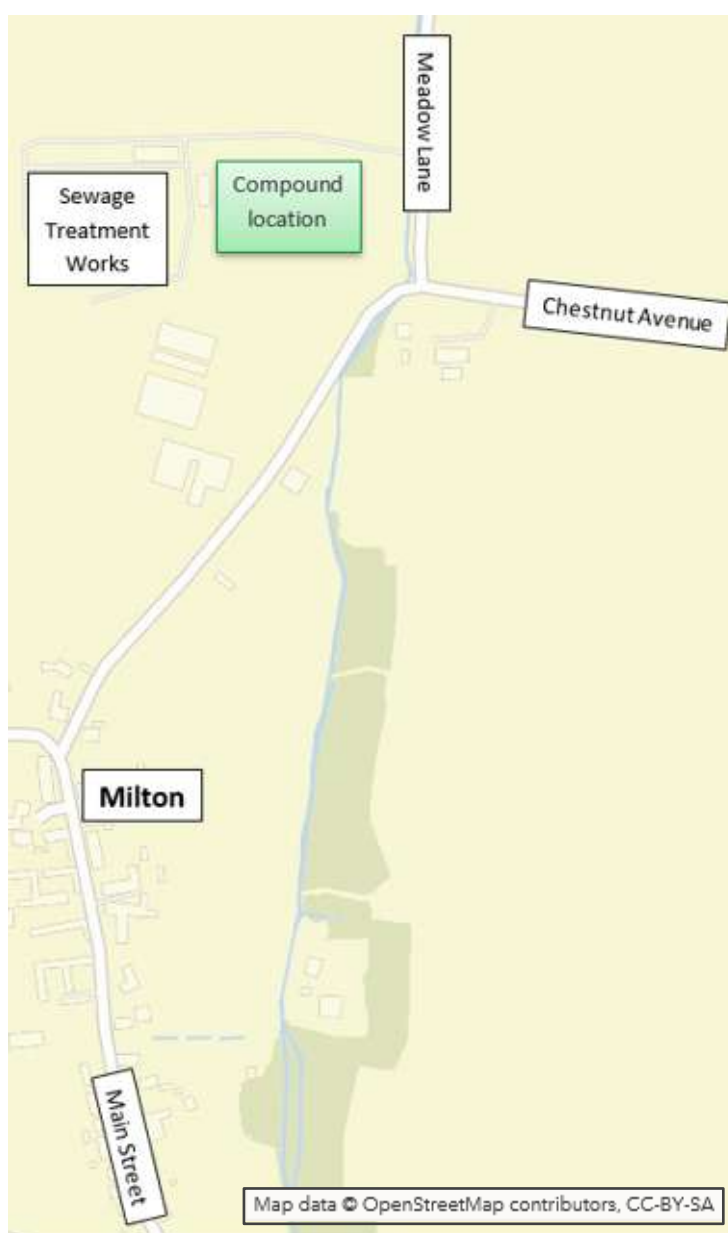 Meadow Lane
Sewage
Treatment
Works
Compound
location
Chestnut Avenue
Milton
Main Street
Map data © OpenStreetMap contributors, CC-BY-SA